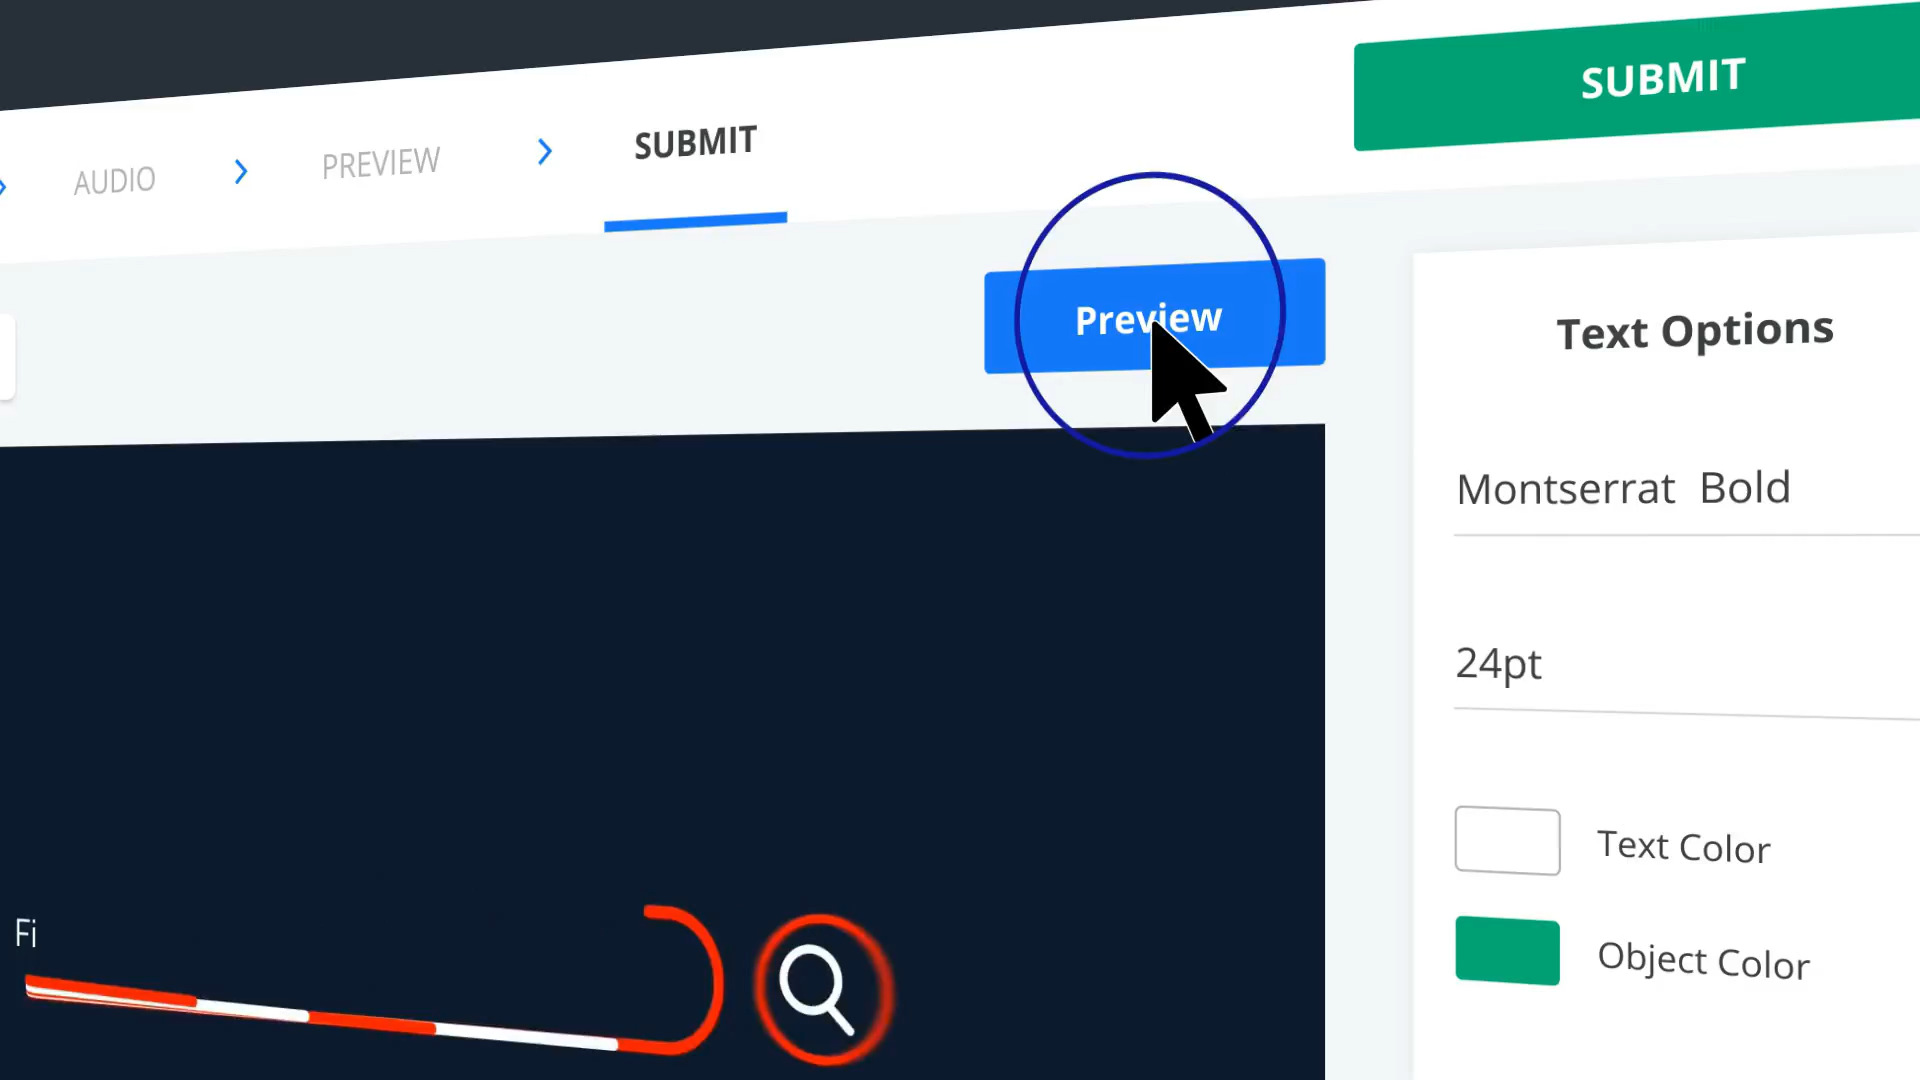 AUDIO
PREVIEW
SUBMIT
SUBMIT
Preview
Text Options
Montserrat Bold
24pt
Text Color
Object Color
Fi